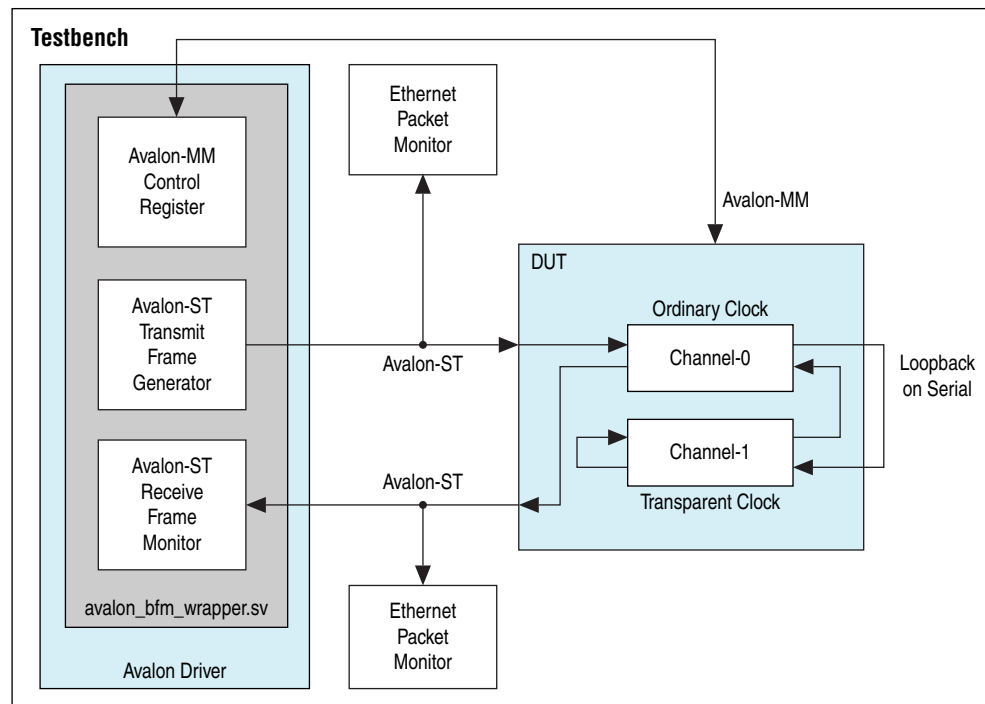 Testbench
Avalon-MM
Control
Register
Avalon-ST
Transmit
Frame
Generator
Avalon-ST
Receive
Frame
Monitor
avalon_bfm_wrapper.sv
Avalon Driver
Ethernet
Packet
Monitor
Avalon-ST
Avalon-ST
Ethernet
Packet
Monitor
Avalon-MM
DUT
Ordinary Clock
Channel-0
Channel-1
Transparent Clock
Loopback
on Serial